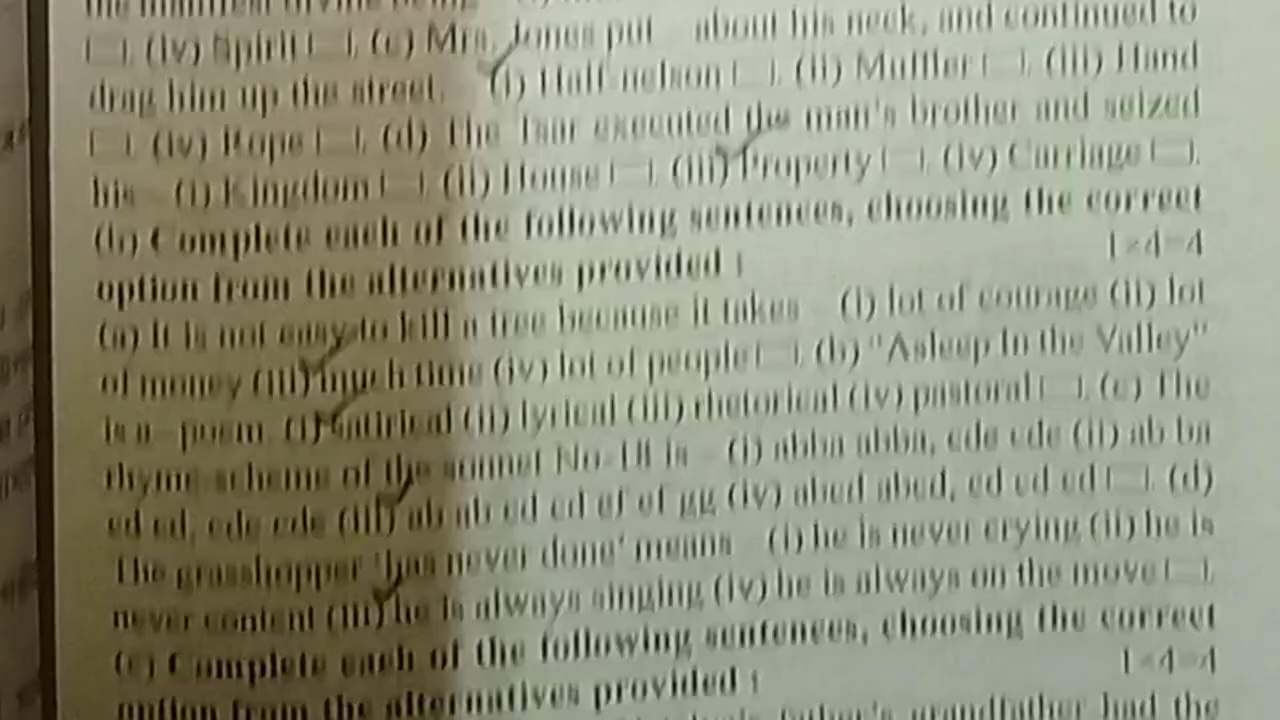 the manifest divine being
□. (iv) Spirit □. (c) Mrs. Jones put – about his neck, and continued to
drag him up the street. (i) Half-nelson □. (ii) Muffler □. (iii) Hand
□. (iv) Rope □. (d) The Tsar executed the man's brother and seized
his – (i) Kingdom □. (ii) House □. (iii) Property □. (iv) Carriage □.
(b) Complete each of the following sentences, choosing the correct
option from the alternatives provided : 1×4=4
(a) It is not easy to kill a tree because it takes – (i) lot of courage (ii) lot
of money (iii) much time (iv) lot of people □. (b) "Asleep In the Valley"
is a – poem. (i) satirical (ii) lyrical (iii) rhetorical (iv) pastoral □. (c) The
rhyme-scheme of the sonnet No-18 is – (i) abba abba, cde cde (ii) ab ba
cd cd, cde cde (iii) ab ab cd cd ef ef gg (iv) abcd abcd, cd cd cd □. (d)
The grasshopper 'has never done' means – (i) he is never crying (ii) he is
never content (iii) he is always singing (iv) he is always on the move □.
(c) Complete each of the following sentences, choosing the correct
option from the alternatives provided : 1×4=4
father's grandfather had the